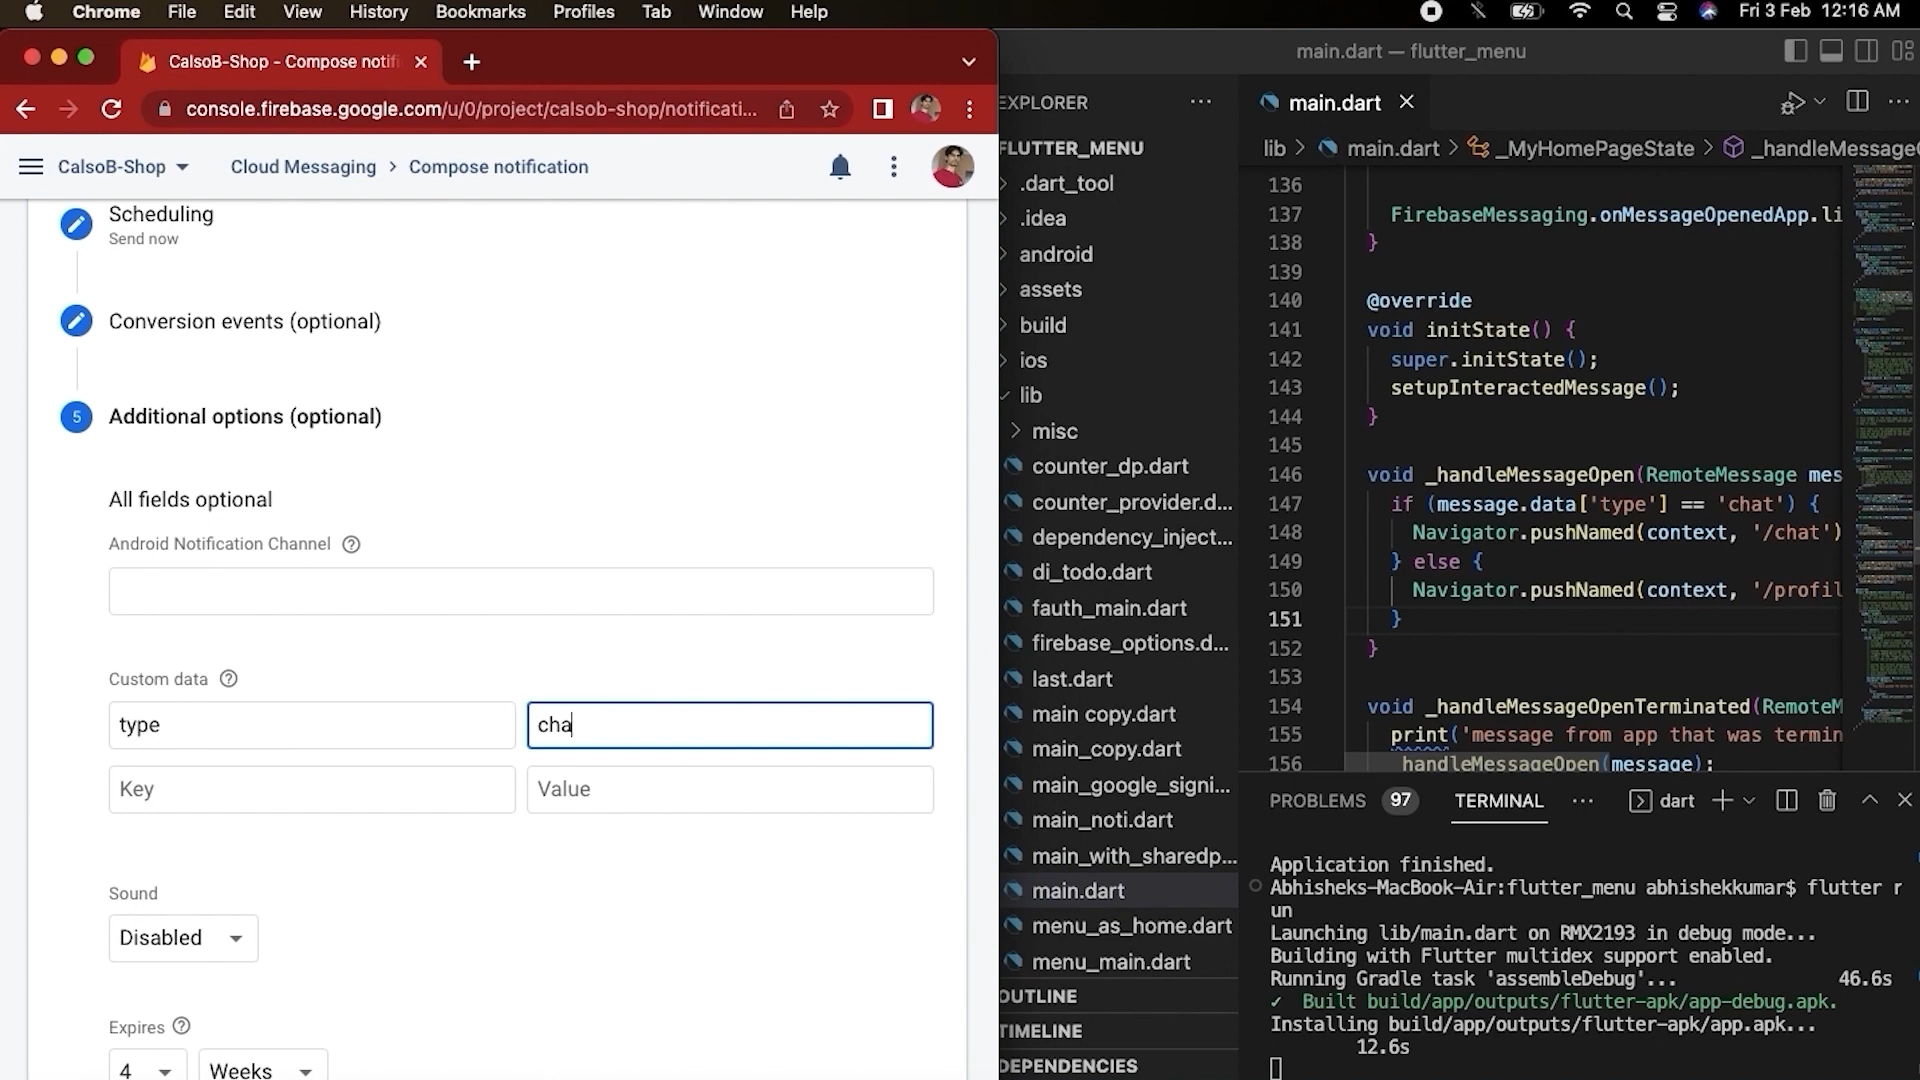 Chrome File Edit View History Bookmarks Profiles Tab Window Help
Fri 3 Feb 12:16 AM
CalsoB-Shop - Compose notifi
console.firebase.google.com/u/0/project/calsob-shop/notificati...
CalsoB-Shop
Cloud Messaging > Compose notification
Scheduling
Send now
Conversion events (optional)
5 Additional options (optional)
All fields optional
Android Notification Channel
Custom data
type cha
Key Value
Sound
Disabled
Expires
4 Weeks
main.dart — flutter_menu
EXPLORER
FLUTTER_MENU
.dart_tool
.idea
android
assets
build
ios
lib
misc
counter_dp.dart
counter_provider.d...
dependency_inject...
di_todo.dart
fauth_main.dart
firebase_options.d...
last.dart
main copy.dart
main_copy.dart
main_google_signi...
main_noti.dart
main_with_sharedp...
main.dart
menu_as_home.dart
menu_main.dart
OUTLINE
TIMELINE
DEPENDENCIES
main.dart
lib > main.dart > _MyHomePageState > _handleMessage
136
137 FirebaseMessaging.onMessageOpenedApp.li
138 }
139
140 @override
141 void initState() {
142 super.initState();
143 setupInteractedMessage();
144 }
145
146 void _handleMessageOpen(RemoteMessage mes
147 if (message.data['type'] == 'chat') {
148 Navigator.pushNamed(context, '/chat')
149 } else {
150 Navigator.pushNamed(context, '/profil
151 }
152 }
153
154 void _handleMessageOpenTerminated(RemoteM
155 print('message from app that was termin
156 _handleMessageOpen(message);
PROBLEMS 97 TERMINAL ... dart
Application finished.
Abhisheks-MacBook-Air:flutter_menu abhishekkumar$ flutter r
un
Launching lib/main.dart on RMX2193 in debug mode...
Building with Flutter multidex support enabled.
Running Gradle task 'assembleDebug'... 46.6s
✓ Built build/app/outputs/flutter-apk/app-debug.apk.
Installing build/app/outputs/flutter-apk/app.apk...
12.6s